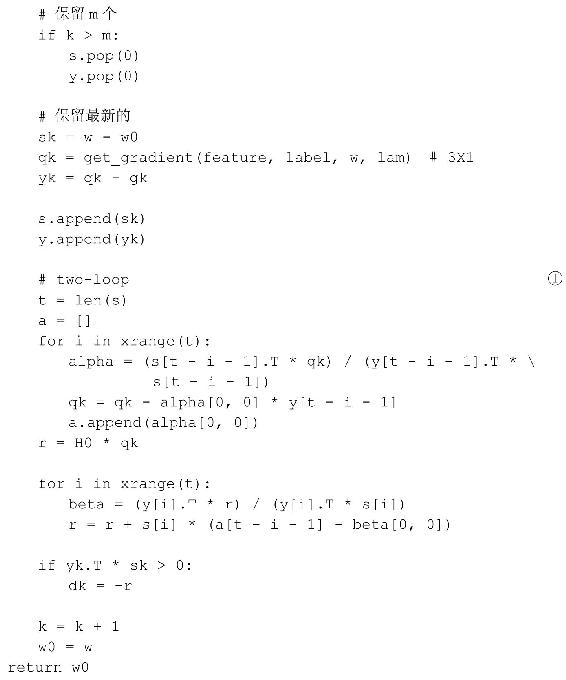 # 保留m个
if k > m:
s.pop(0)
y.pop(0)
# 保留最新的
sk = w - w0
qk = get_gradient(feature, label, w, lam) # 3X1
yk = qk - gk
s.append(sk)
y.append(yk)
# two-loop ①
t = len(s)
a = []
for i in xrange(t):
alpha = (s[t - i - 1].T * qk) / (y[t - i - 1].T * \
s[t - i - 1])
qk = qk - alpha[0, 0] * y[t - i - 1]
a.append(alpha[0, 0])
r = H0 * qk
for i in xrange(t):
beta = (y[i].T * r) / (y[i].T * s[i])
r = r + s[i] * (a[t - i - 1] - beta[0, 0])
if yk.T * sk > 0:
dk = -r
k = k + 1
w0 = w
return w0